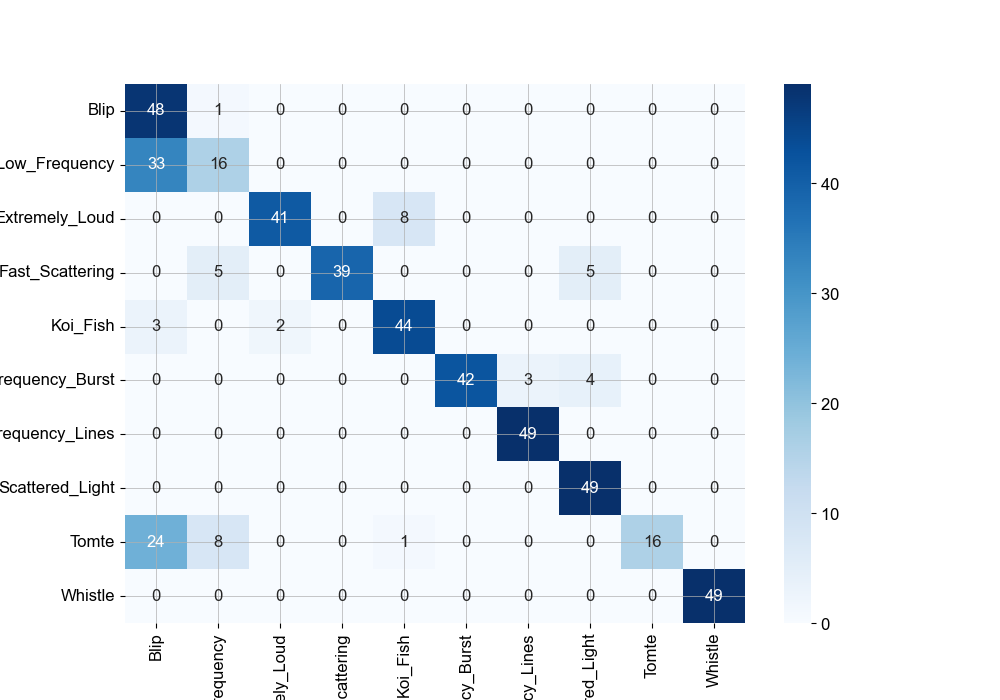 Blip 48 1 0 0 0 0 0 0 0 0
Low_Frequency 33 16 0 0 0 0 0 0 0 0
Extremely_Loud 0 0 41 0 8 0 0 0 0 0
Fast_Scattering 0 5 0 39 0 0 0 5 0 0
Koi_Fish 3 0 2 0 44 0 0 0 0 0
requency_Burst 0 0 0 0 0 42 3 4 0 0
requency_Lines 0 0 0 0 0 0 49 0 0 0
Scattered_Light 0 0 0 0 0 0 0 49 0 0
Tomte 24 8 0 0 1 0 0 0 16 0
Whistle 0 0 0 0 0 0 0 0 0 49
Blip
requency
ely_Loud
cattering
Koi_Fish
cy_Burst
cy_Lines
red_Light
Tomte
Whistle
40
30
20
10
0